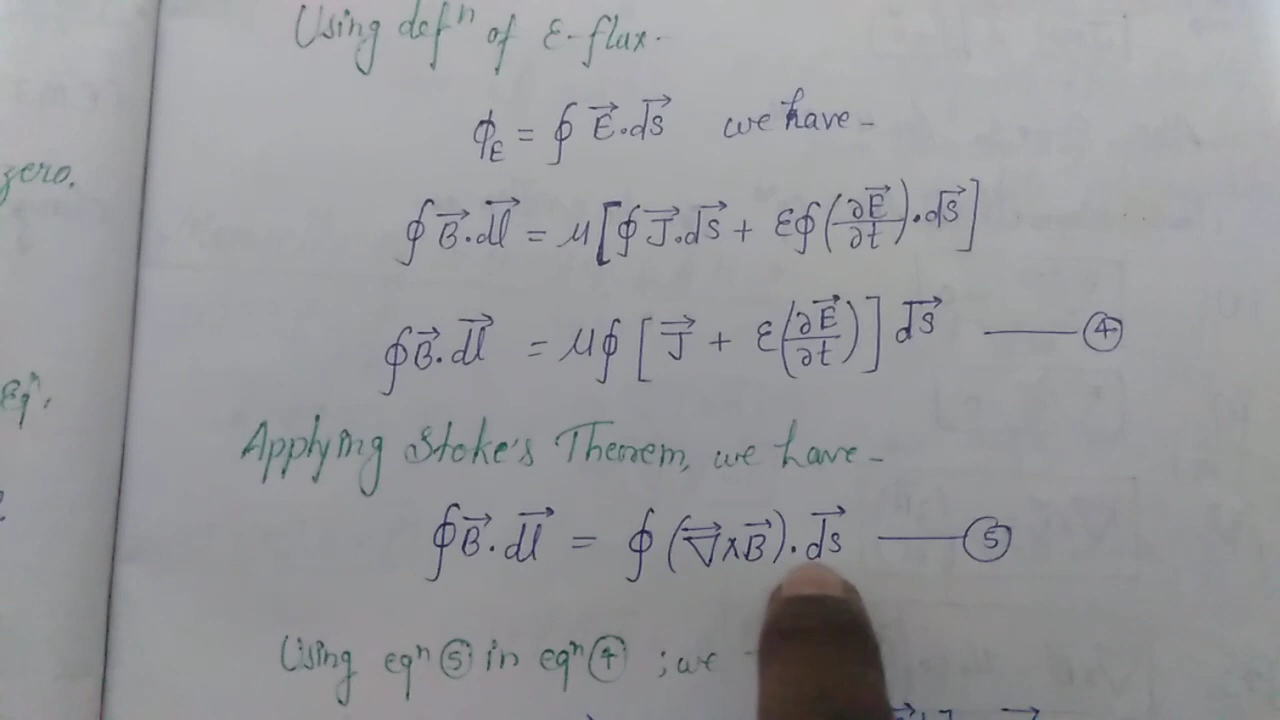 Using defⁿ of ε-flux-
zero.
ϕ_E = ∮ E⃗.ds⃗ we have -
∮ B⃗.dl⃗ = μ[∮ J⃗.ds⃗ + ε∮(∂E⃗/∂t).ds⃗]
∮ B⃗.dl⃗ = μ∮ [J⃗ + ε(∂E⃗/∂t)] ds⃗ —— ④
Eqⁿ.
Applying Stoke's Theorem, we have -
∮ B⃗.dl⃗ = ∮ (∇⃗×B⃗).ds⃗ —— ⑤
Using eqⁿ ⑤ in eqⁿ ④ ; we